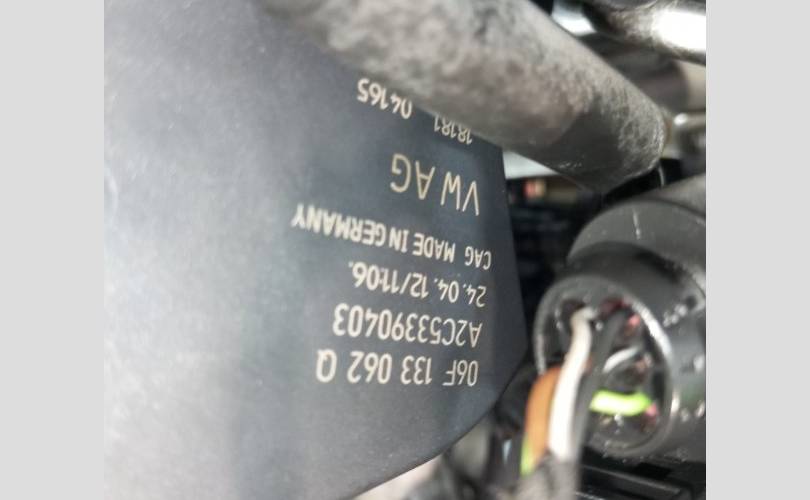 06F 133 062 Q
A2C53390403
24.04.12/11:06.
CAG MADE IN GERMANY
VW AG
18181 04165